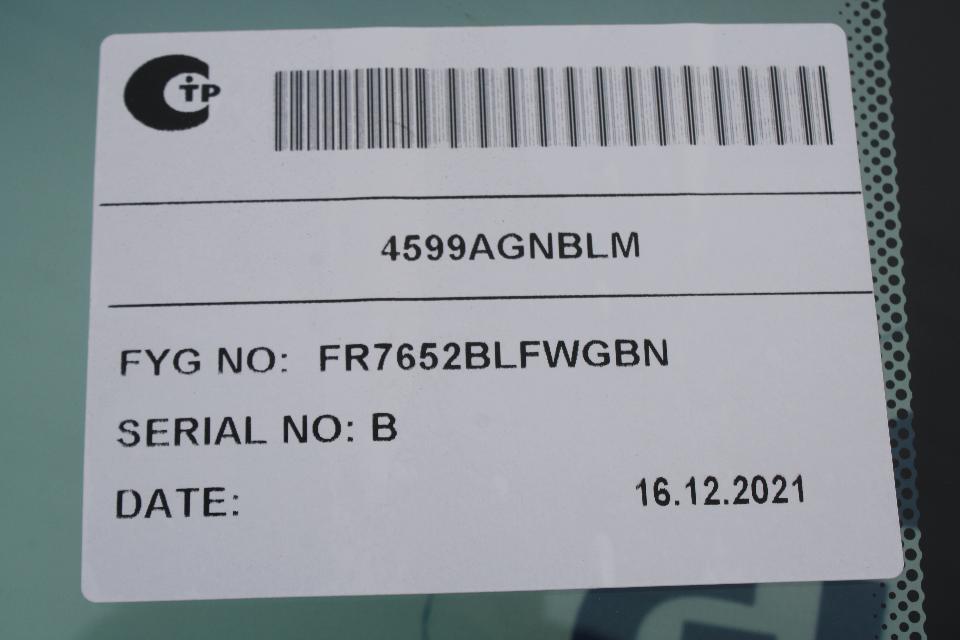 TP
4599AGNBLM
FYG NO: FR7652BLFWGBN
SERIAL NO: B
DATE: 16.12.2021